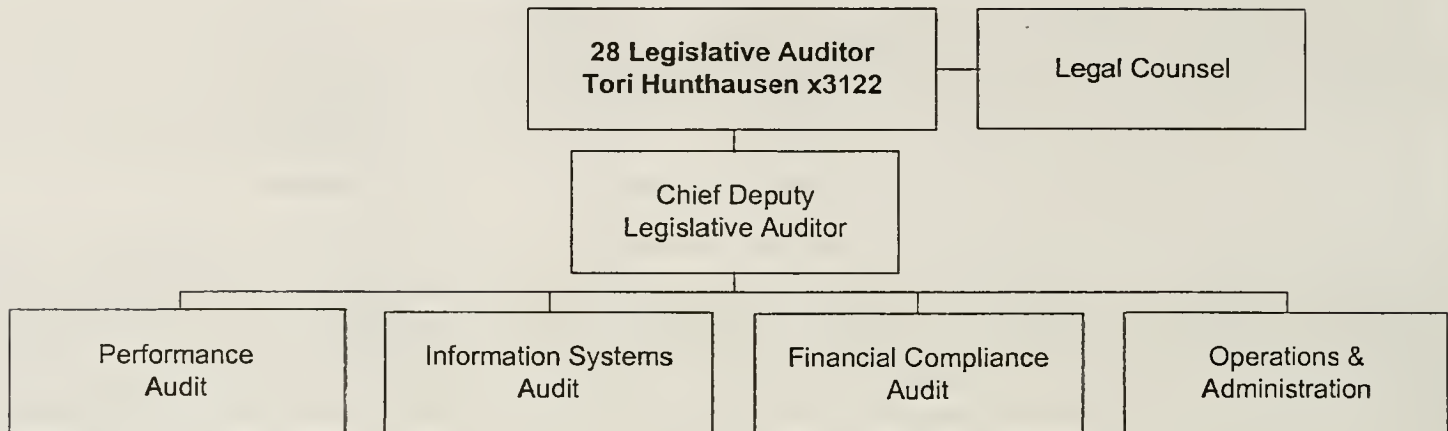 28 Legislative Auditor
Tori Hunthausen x3122
Legal Counsel
Chief Deputy
Legislative Auditor
Performance
Audit
Information Systems
Audit
Financial Compliance
Audit
Operations &
Administration